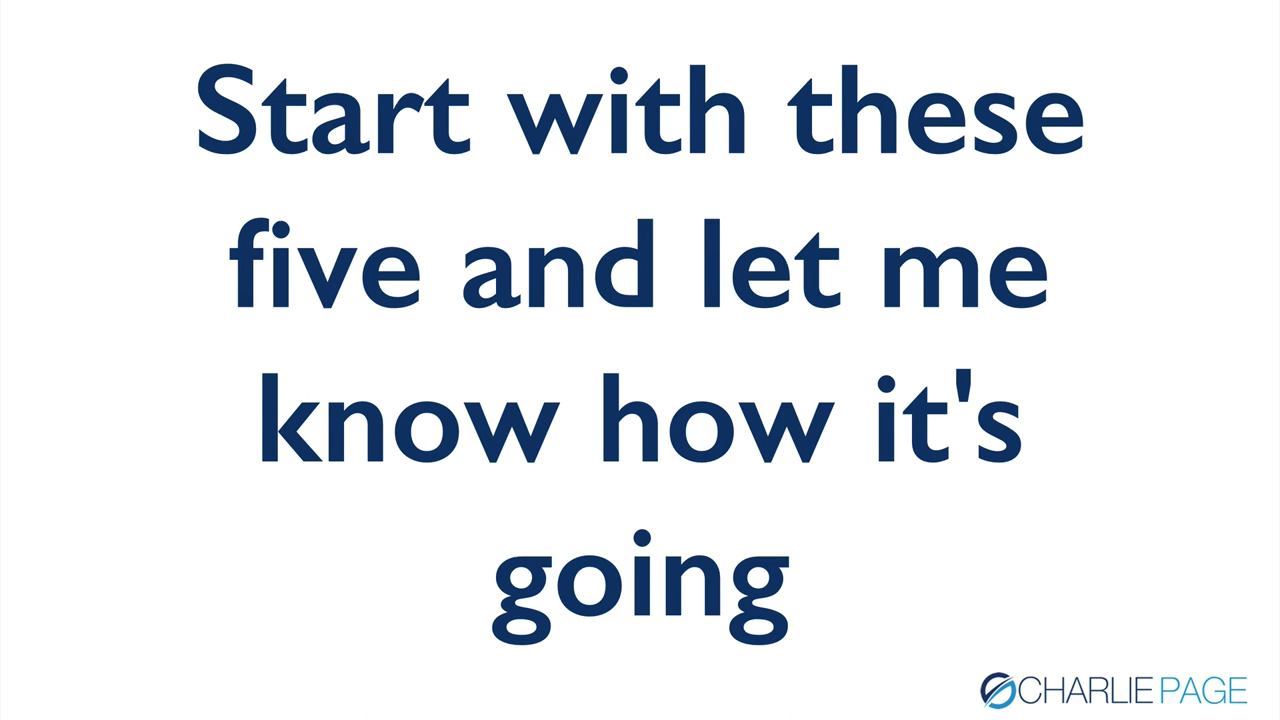 Start with these
five and let me
know how it's
going
CHARLIE PAGE